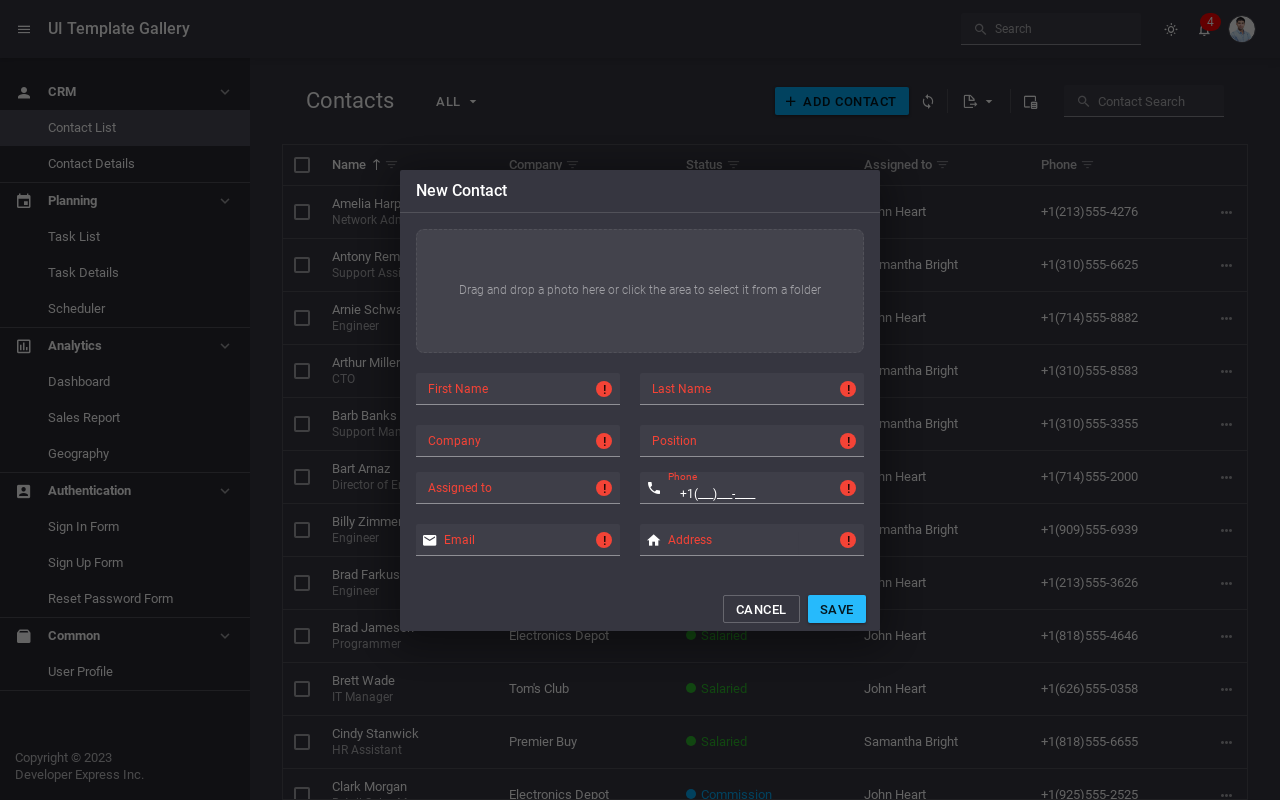 UI Template Gallery
Search
4
CRM
Contact List
Contact Details
Planning
Task List
Task Details
Scheduler
Analytics
Dashboard
Sales Report
Geography
Authentication
Sign In Form
Sign Up Form
Reset Password Form
Common
User Profile
Copyright © 2023
Developer Express Inc.
Contacts
ALL
ADD CONTACT
Contact Search
Name Company Status Assigned to Phone
Amelia Harp
Network Adm
hn Heart
+1(213)555-4276
Antony Rem
Support Assi
mantha Bright
+1(310)555-6625
Arnie Schwa
Engineer
hn Heart
+1(714)555-8882
Arthur Miller
CTO
mantha Bright
+1(310)555-8583
Barb Banks
Support Man
mantha Bright
+1(310)555-3355
Bart Arnaz
Director of En
hn Heart
+1(714)555-2000
Billy Zimmer
Engineer
mantha Bright
+1(909)555-6939
Brad Farkus
Engineer
hn Heart
+1(213)555-3626
Brad Jameson
Programmer
Electronics Depot
Salaried
John Heart
+1(818)555-4646
Brett Wade
IT Manager
Tom's Club
Salaried
John Heart
+1(626)555-0358
Cindy Stanwick
HR Assistant
Premier Buy
Salaried
Samantha Bright
+1(818)555-6655
Clark Morgan
Electronics Depot
Commission
John Heart
+1(925)555-2525
New Contact
Drag and drop a photo here or click the area to select it from a folder
First Name
Last Name
Company
Position
Assigned to
Phone
+1(___)___-____
Email
Address
CANCEL
SAVE